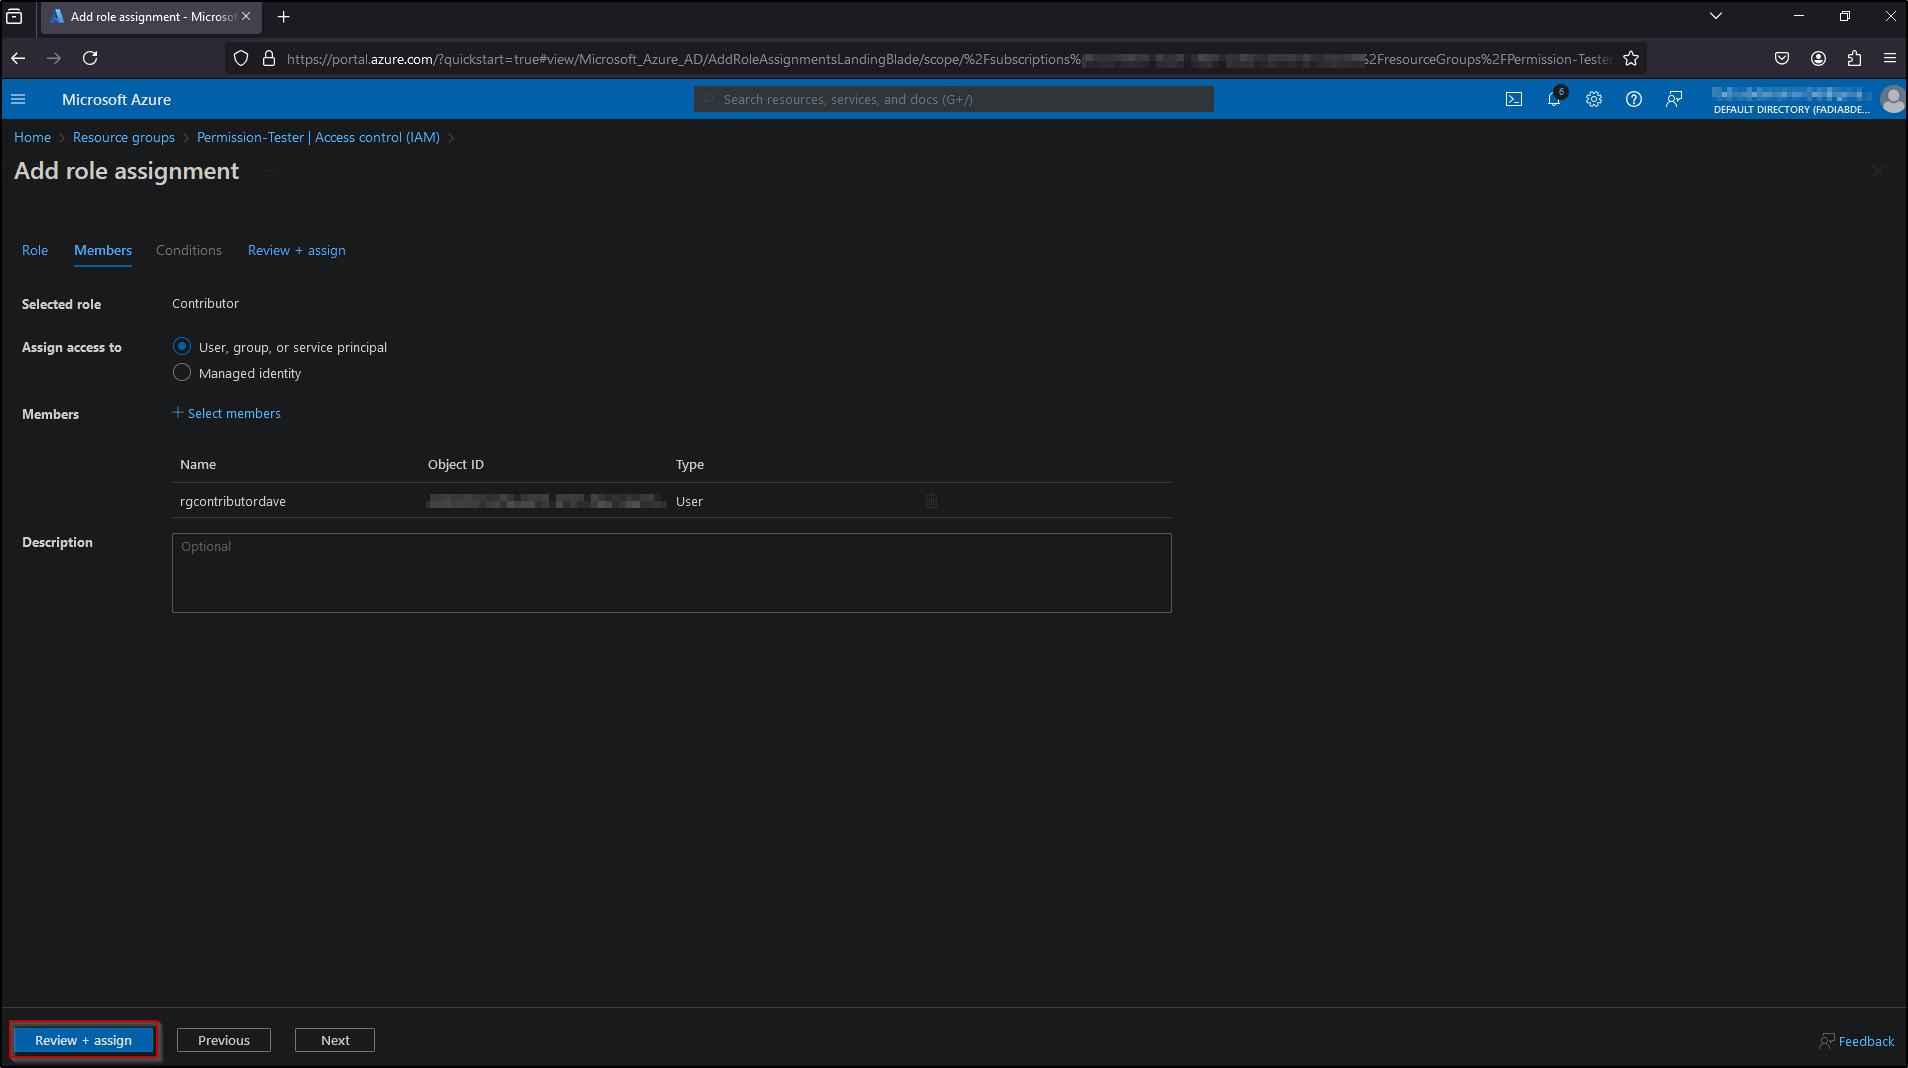 Add role assignment - Microsof
https://portal.azure.com/?quickstart=true#view/Microsoft_Azure_AD/AddRoleAssignmentsLandingBlade/scope/%2Fsubscriptions% %2FresourceGroups%2FPermission-Tester
Microsoft Azure
Search resources, services, and docs (G+/)
6
DEFAULT DIRECTORY (FADIABDE...
Home > Resource groups > Permission-Tester | Access control (IAM) >
Add role assignment ...
Role Members Conditions Review + assign
Selected role Contributor
Assign access to User, group, or service principal
Managed identity
Members + Select members
Name Object ID Type
rgcontributordave User
Description Optional
Review + assign Previous Next Feedback